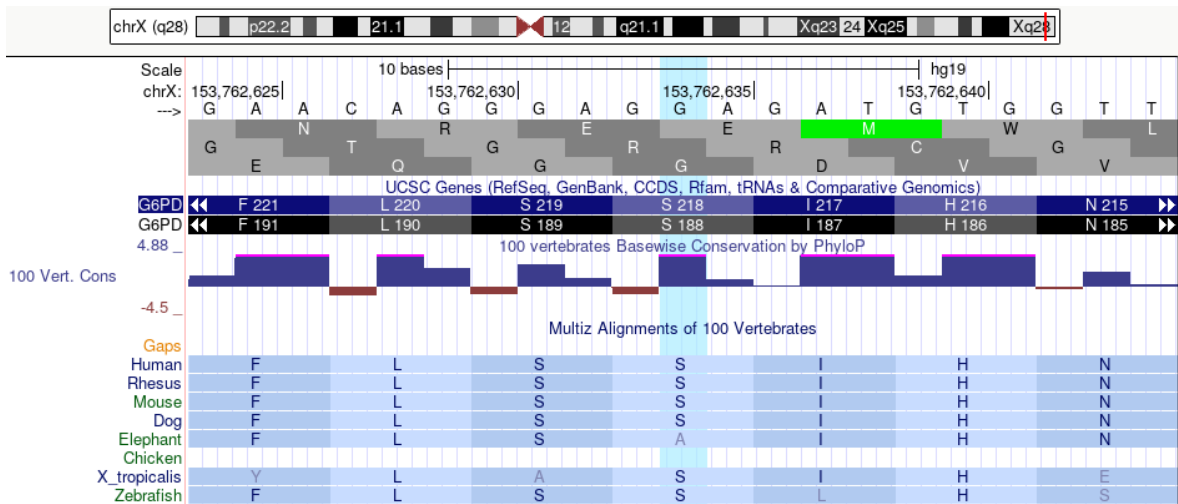 chrX (q28) p22.2 21.1 12 q21.1 Xq23 24 Xq25 Xq28
Scale 10 bases hg19
chrX: 153,762,625 153,762,630 153,762,635 153,762,640
---> G A A C A G G G A G G A G A T G T G G T T
N R E E M W L
G T G R R C G
E Q G G D V V
UCSC Genes (RefSeq, GenBank, CCDS, Rfam, tRNAs & Comparative Genomics)
G6PD F 221 L 220 S 219 S 218 I 217 H 216 N 215
G6PD F 191 L 190 S 189 S 188 I 187 H 186 N 185
4.88 _ 100 vertebrates Basewise Conservation by PhyloP
100 Vert. Cons
-4.5 _
Multiz Alignments of 100 Vertebrates
Gaps
Human F L S S I H N
Rhesus F L S S I H N
Mouse F L S S I H N
Dog F L S S I H N
Elephant F L S A I H N
Chicken
X_tropicalis Y L A S I H E
Zebrafish F L S S L H S